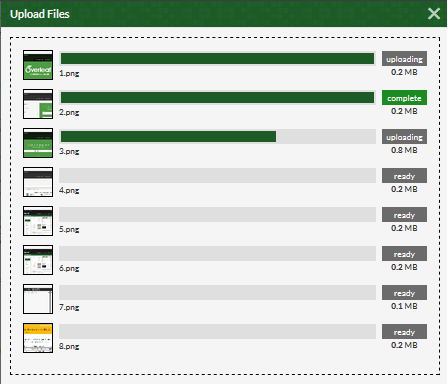 Upload Files
Overleaf
uploading
1.png
0.2 MB
complete
2.png
0.2 MB
uploading
3.png
0.8 MB
ready
4.png
0.2 MB
ready
5.png
0.2 MB
ready
6.png
0.2 MB
ready
7.png
0.1 MB
ready
8.png
0.2 MB